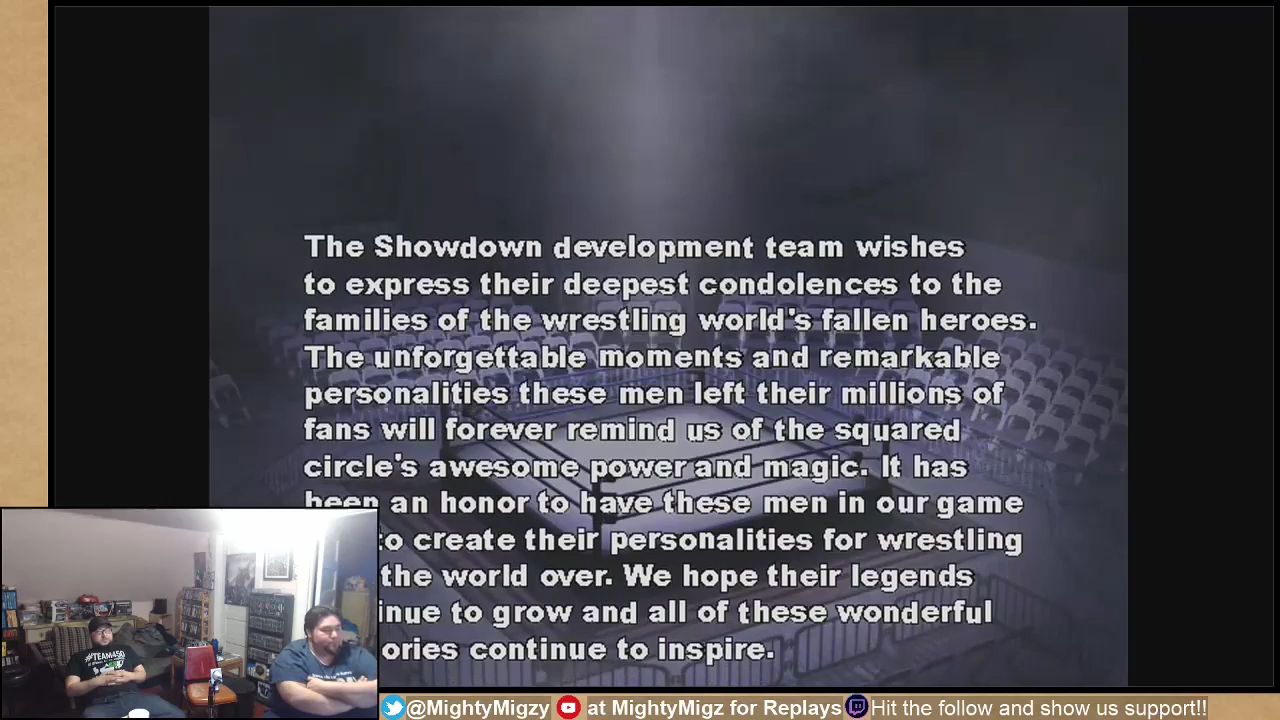 The Showdown development team wishes
to express their deepest condolences to the
families of the wrestling world's fallen heroes.
The unforgettable moments and remarkable
personalities these men left their millions of
fans will forever remind us of the squared
circle's awesome power and magic. It has
been an honor to have these men in our game
to create their personalities for wrestling
the world over. We hope their legends
inue to grow and all of these wonderful
ories continue to inspire.
#TEAM450
@MightyMigzy at MightyMigz for Replays Hit the follow and show us support!!